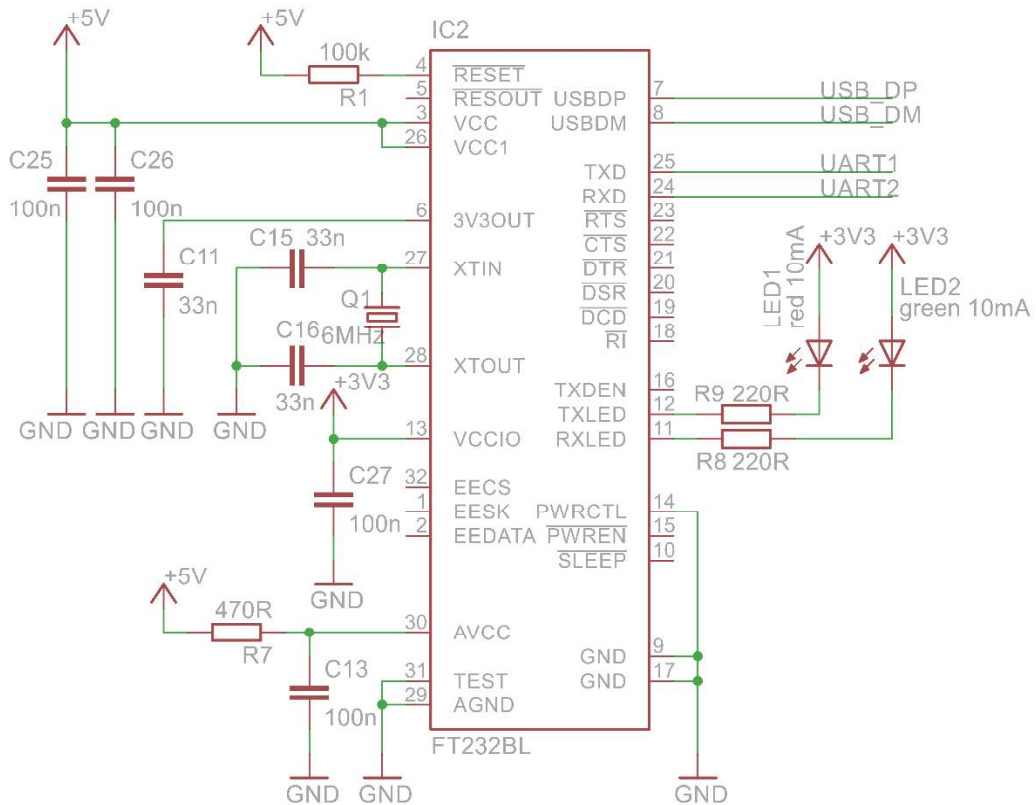 +5V
+5V
IC2
100k
R1
4
RESET
5
RESOUT
3
VCC
26
VCC1
USBDP
7
USB_DP
USBDM
8
USB_DM
TXD
25
UART1
RXD
24
UART2
RTS
23
CTS
22
DTR
21
DSR
20
DCD
19
RI
18
C25
100n
C26
100n
6
3V3OUT
C11
33n
C15
33n
27
XTIN
Q1
6MHz
C16
33n
28
XTOUT
+3V3
+3V3
LED1
red 10mA
LED2
green 10mA
TXDEN
16
TXLED
12
R9 220R
RXLED
11
R8 220R
GND
GND
GND
GND
+3V3
13
VCCIO
C27
100n
GND
32
EECS
1
EESK
2
EEDATA
PWRCTL
14
PWREN
15
SLEEP
10
+5V
470R
R7
30
AVCC
C13
100n
31
TEST
29
AGND
GND
9
GND
17
FT232BL
GND
GND
GND